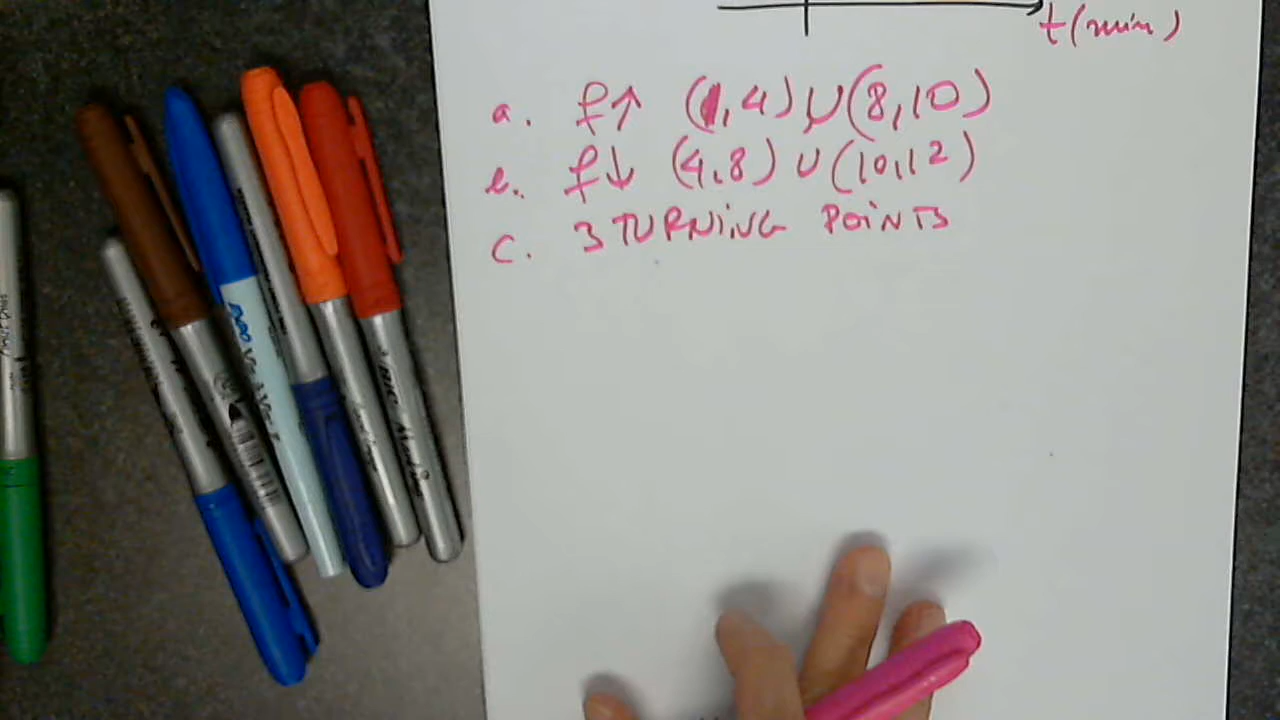 t(min)
a. f↑ (1,4)∪(8,10)
b. f↓ (4,8)∪(10,12)
c. 3 TURNING POINTS